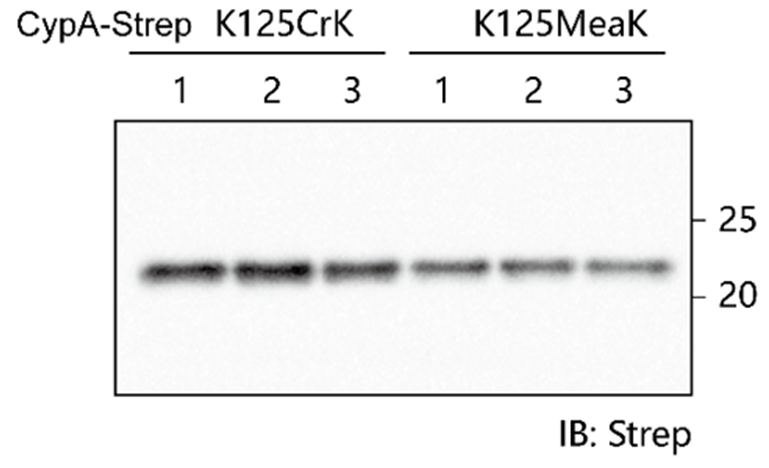 CypA-Strep K125CrK K125MeaK
1 2 3 1 2 3
25
20
IB: Strep